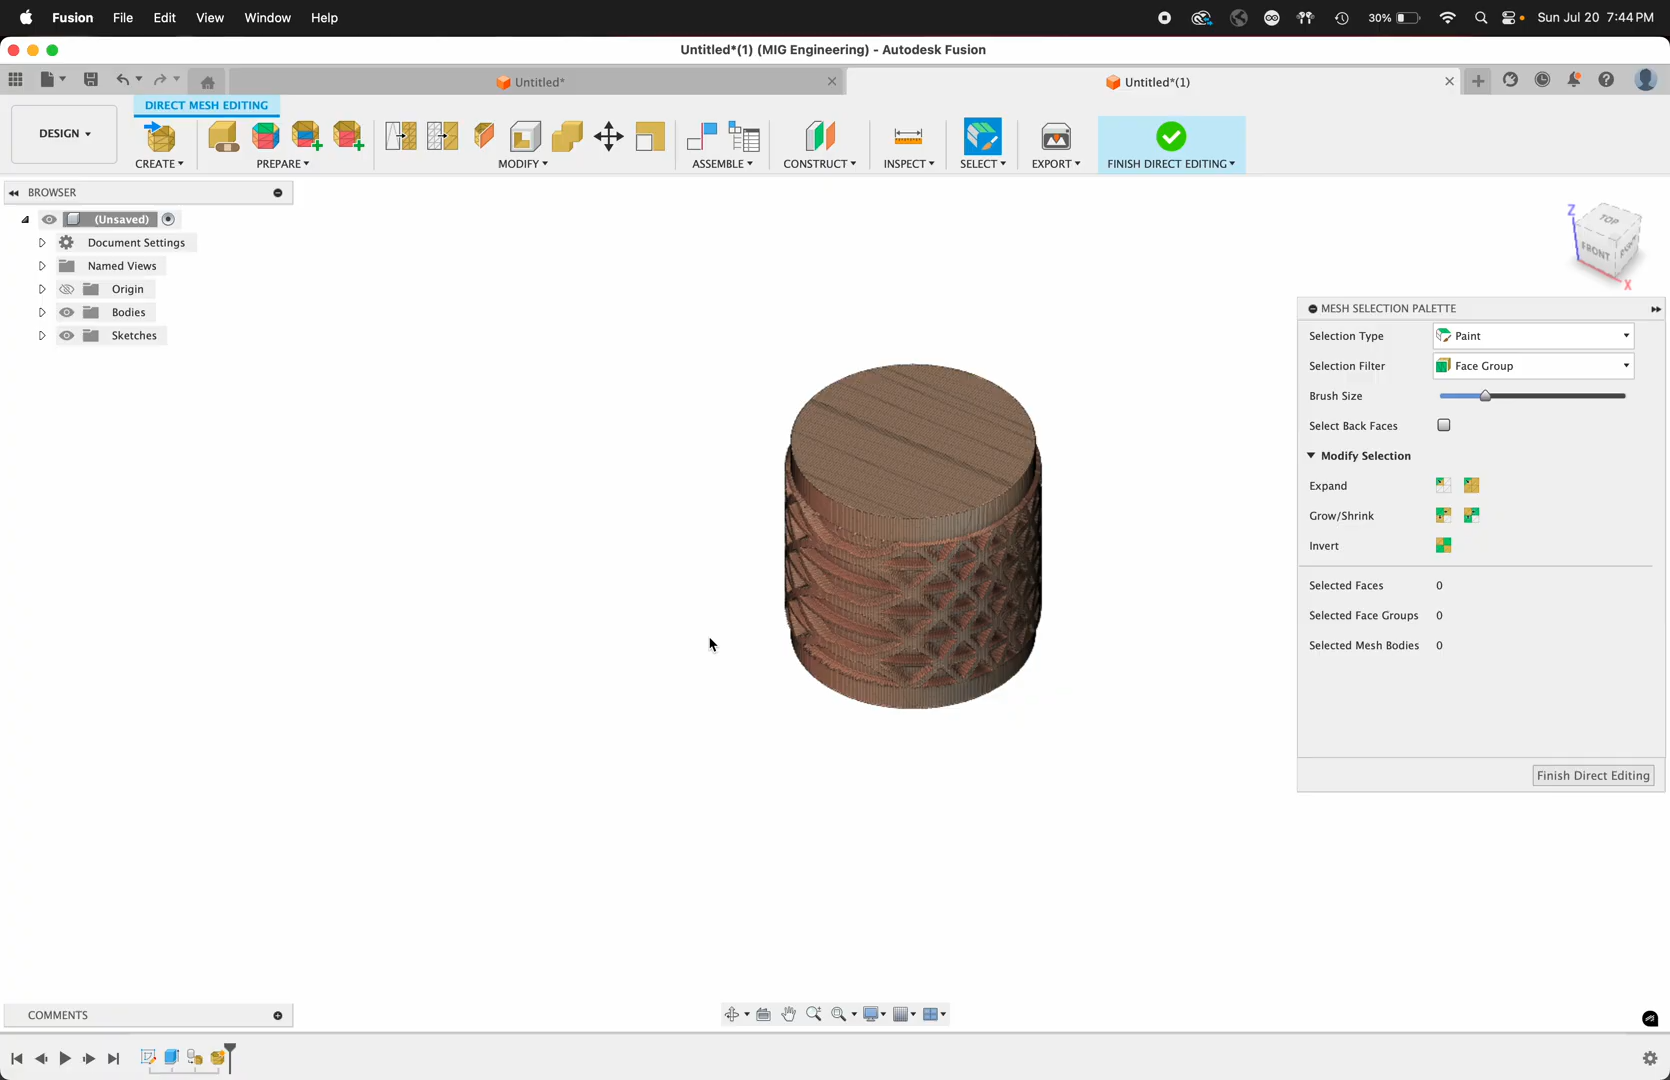 Fusion File Edit View Window Help 30% Sun Jul 20 7:44 PM
Untitled*(1) (MIG Engineering) - Autodesk Fusion
Untitled* Untitled*(1)
DIRECT MESH EDITING
DESIGN
CREATE PREPARE MODIFY ASSEMBLE CONSTRUCT INSPECT SELECT EXPORT FINISH DIRECT EDITING
BROWSER
(Unsaved)
Document Settings
Named Views
Origin
Bodies
Sketches
Z
TOP
FRONT
RIGHT
X
MESH SELECTION PALETTE
Selection Type Paint
Selection Filter Face Group
Brush Size
Select Back Faces
Modify Selection
Expand
Grow/Shrink
Invert
Selected Faces 0
Selected Face Groups 0
Selected Mesh Bodies 0
Finish Direct Editing
COMMENTS